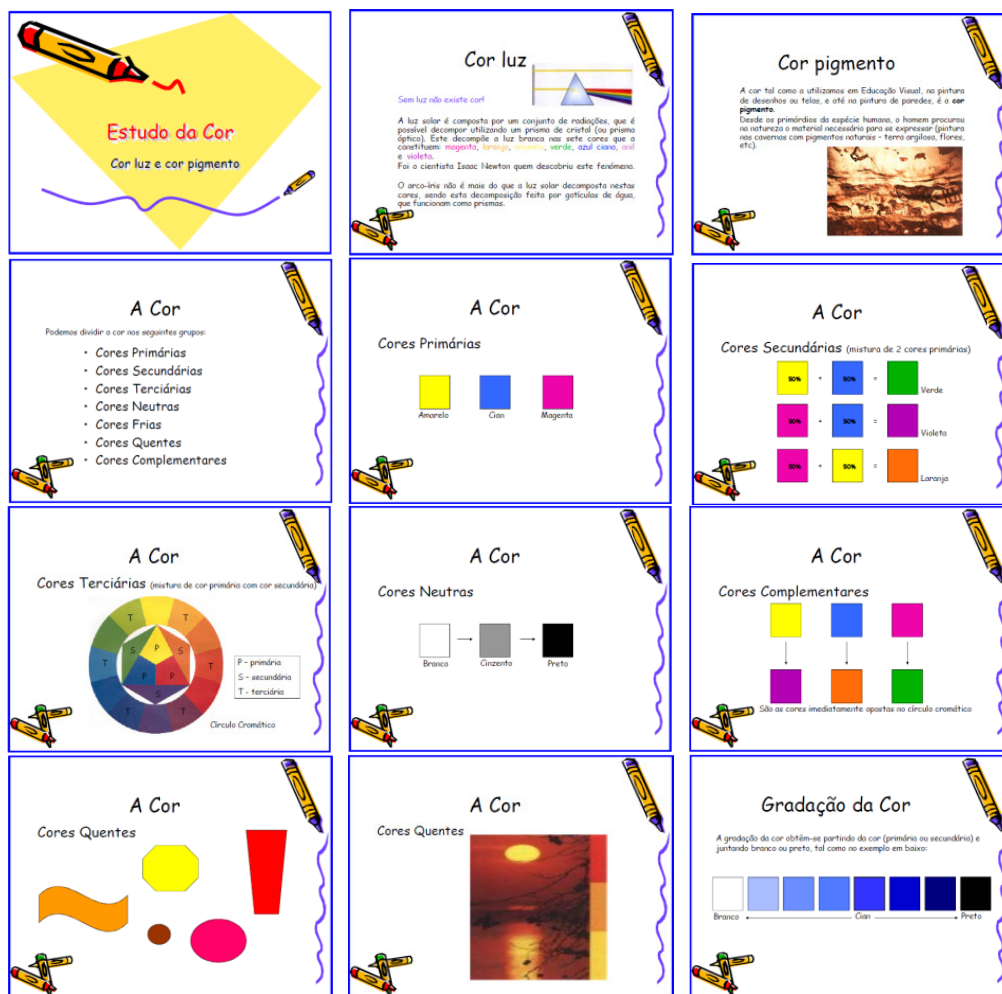 Estudo da Cor
Cor luz e cor pigmento
Cor luz
Sem luz não existe cor!
A luz solar é composta por um conjunto de radiações, que é
possível decompor utilizando um prisma de cristal (ou prisma
óptico). Este decompõe a luz branca nas sete cores que a
constituem: magenta, laranja, amarelo, verde, azul ciano, anil
e violeta.
Foi o cientista Isaac Newton quem descobriu este fenómeno.
O arco-íris não é mais do que a luz solar decomposta nestas
cores, sendo esta decomposição feita por gotículas de água,
que funcionam como prismas.
Cor pigmento
A cor tal como a utilizamos em Educação Visual, na pintura
de desenhos ou telas, e até na pintura de paredes, é a cor
pigmento.
Desde os primórdios da espécie humana, o homem procurou
na natureza o material necessário para se expressar (pintura
nas cavernas com pigmentos naturais - terra argilosa, flores,
etc).
A Cor
Podemos dividir a cor nos seguintes grupos:
• Cores Primárias
• Cores Secundárias
• Cores Terciárias
• Cores Neutras
• Cores Frias
• Cores Quentes
• Cores Complementares
A Cor
Cores Primárias
Amarelo Cian Magenta
A Cor
Cores Secundárias (mistura de 2 cores primárias)
50% + 50% = Verde
50% + 50% = Violeta
50% + 50% = Laranja
A Cor
Cores Terciárias (mistura de cor primária com cor secundária)
T T
S P S
T T
P P
S
T T
P - primária
S - secundária
T - terciária
Círculo Cromático
A Cor
Cores Neutras
Branco Cinzento Preto
A Cor
Cores Complementares
São as cores imediatamente opostas no círculo cromático
A Cor
Cores Quentes
A Cor
Cores Quentes
Gradação da Cor
A gradação da cor obtêm-se partindo da cor (primária ou secundária) e
juntando branco ou preto, tal como no exemplo em baixo:
Branco Cian Preto